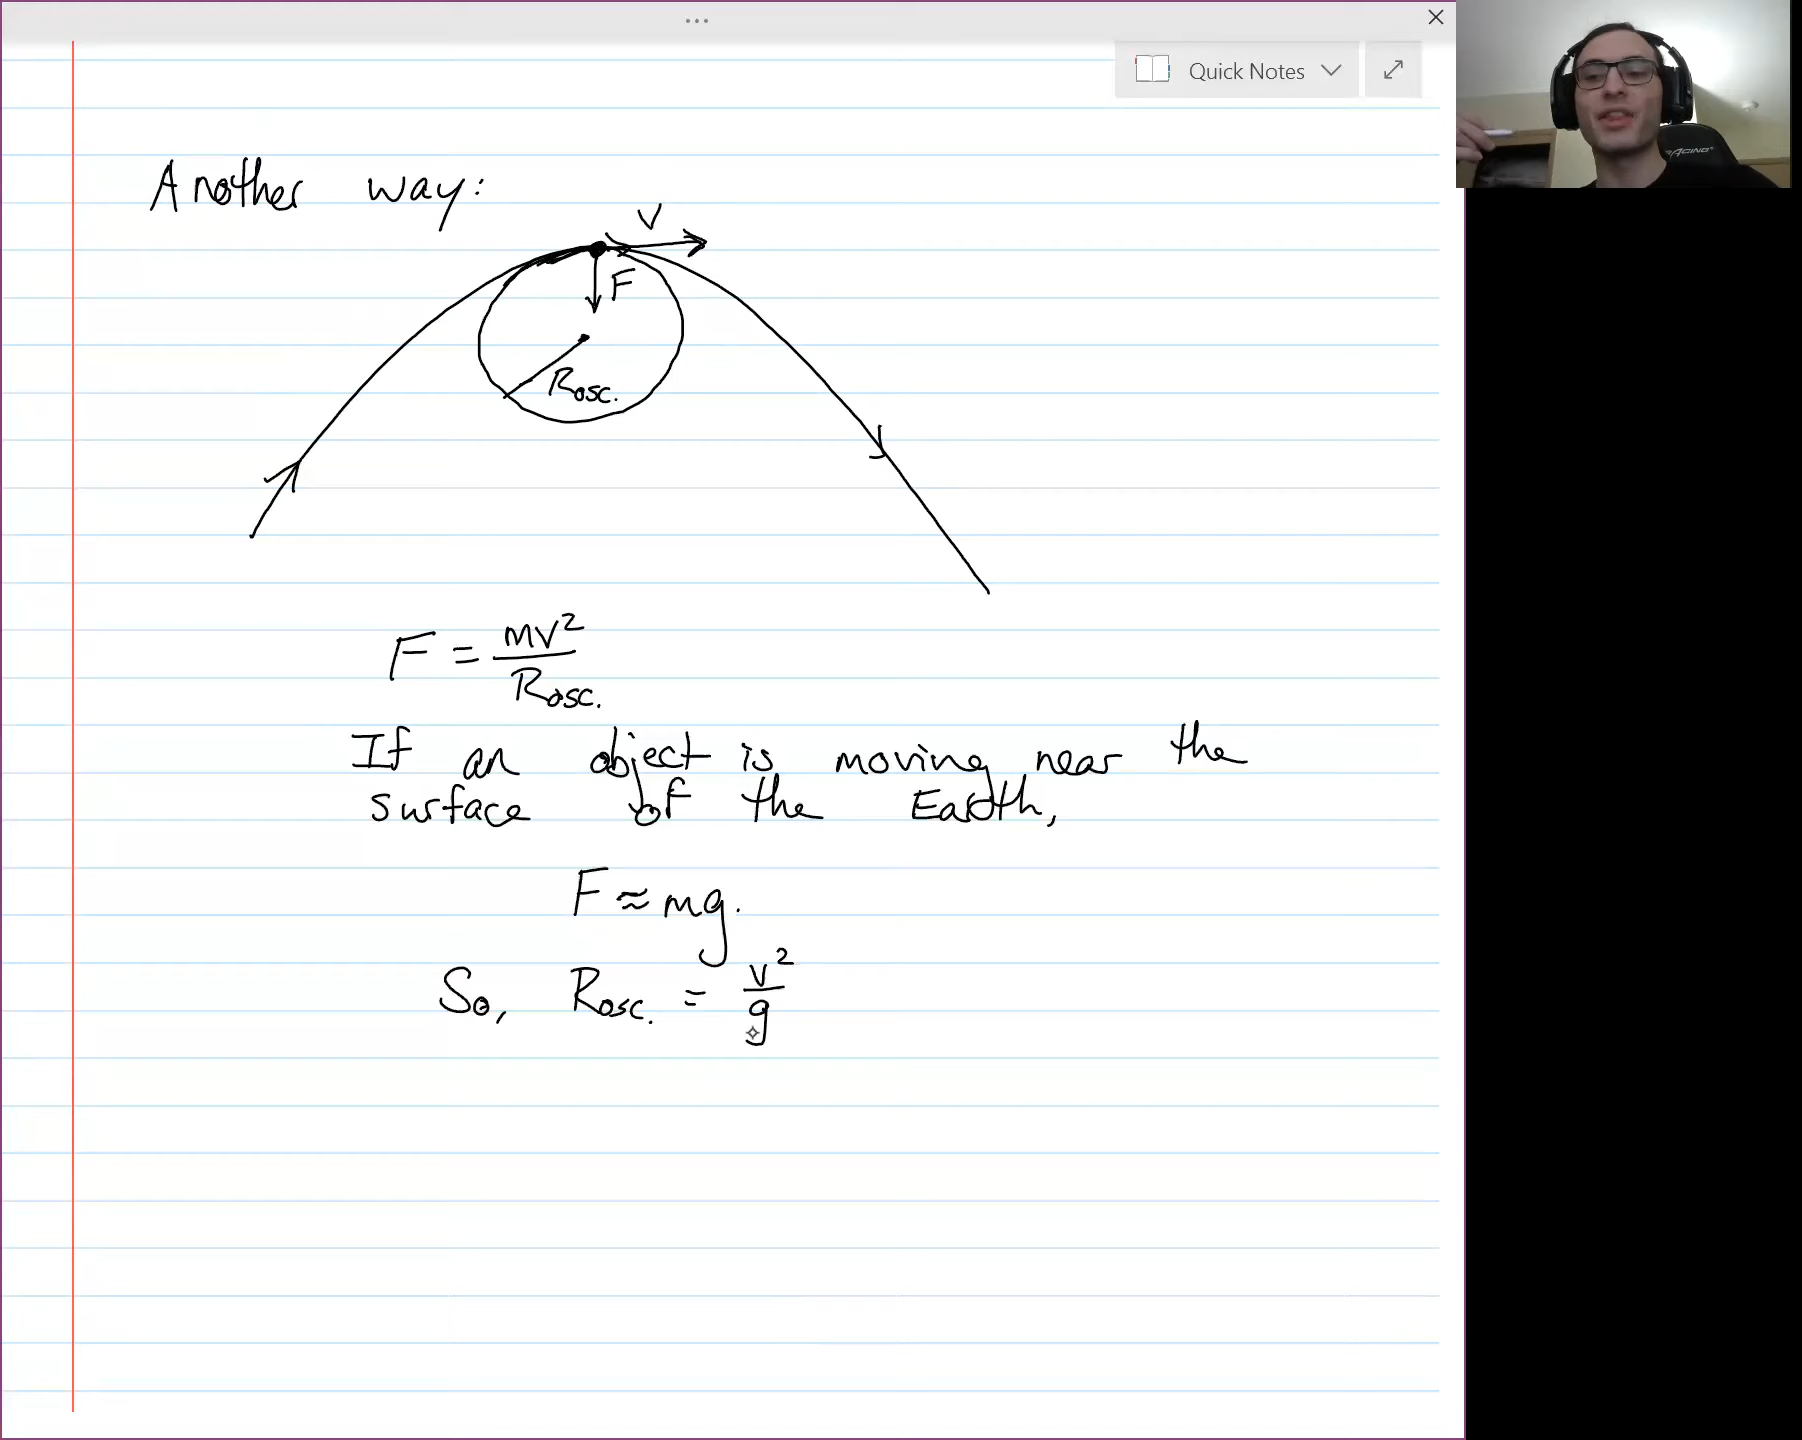 Quick Notes
Another way:
V
F
Rosc.
F = mv²/Rosc.
If an object is moving near the
surface of the Earth,
F ≈ mg.
So, Rosc. = v²/g
RACING